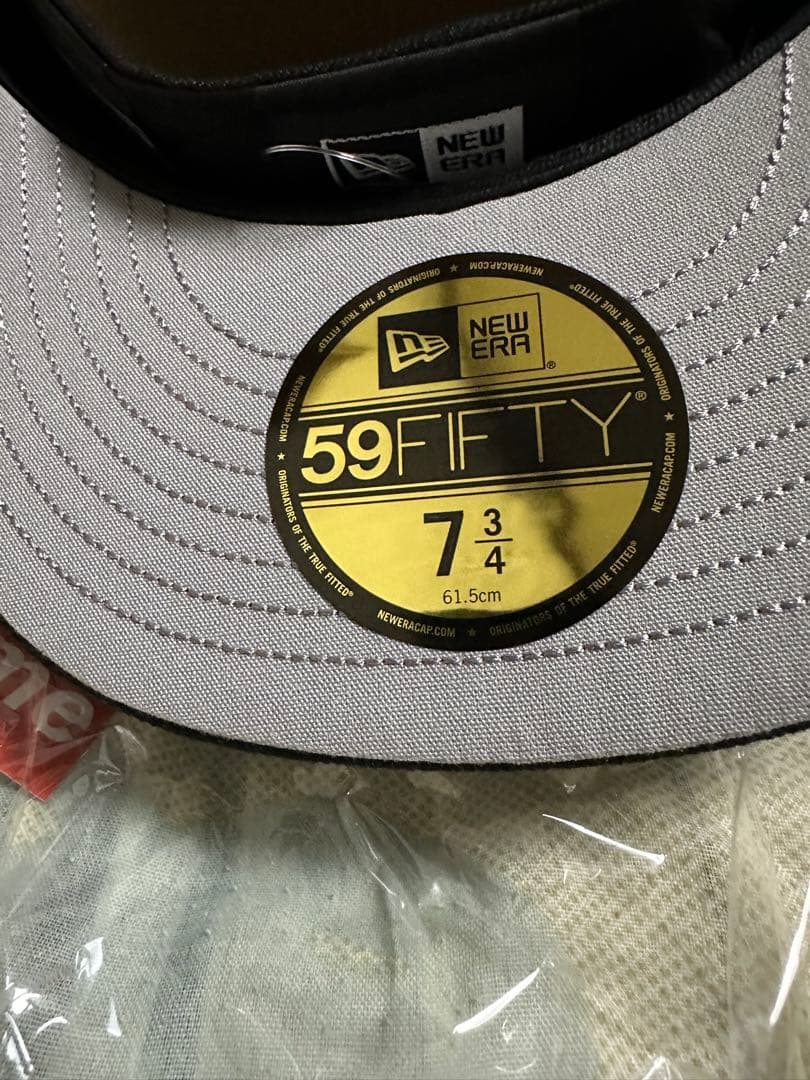 NEW
ERA
NEW
ERA®
59FIFTY®
7 3/4
61.5cm
NEWERACAP.COM ★ ORIGINATORS OF THE TRUE FITTED® ★ NEWERACAP.COM ★ ORIGINATORS OF THE TRUE FITTED® ★ NEWERACAP.COM ★ ORIGINATORS OF THE TRUE FITTED® ★ NEWERACAP.COM ★ ORIGINATORS OF THE TRUE FITTED®
me